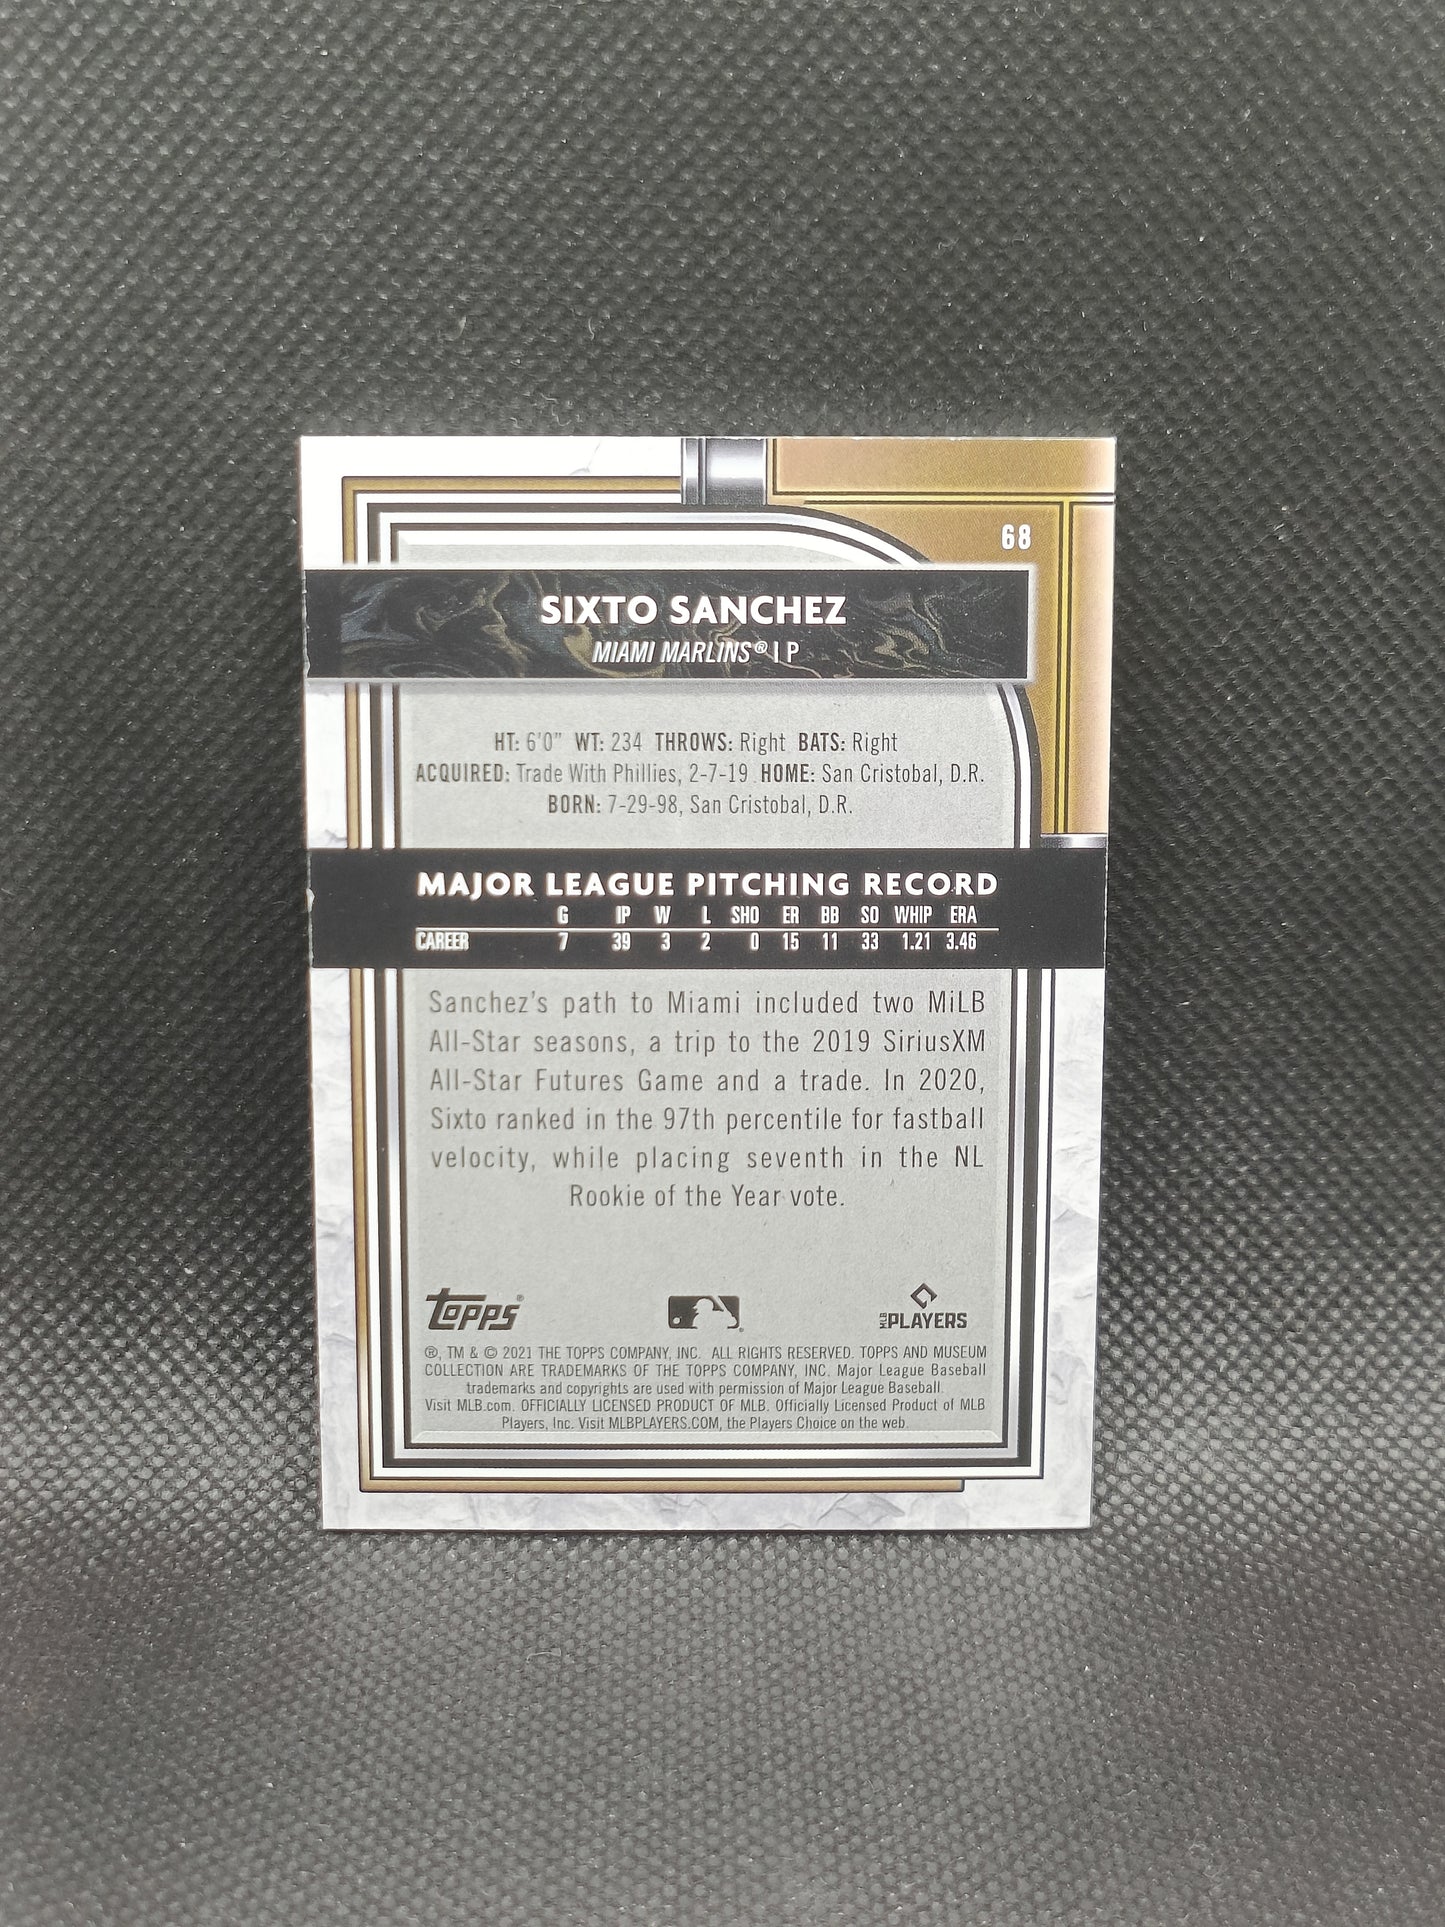 68
SIXTO SANCHEZ
MIAMI MARLINS® | P
HT: 6'0" WT: 234 THROWS: Right BATS: Right
ACQUIRED: Trade With Phillies, 2-7-19 HOME: San Cristobal, D.R.
BORN: 7-29-98, San Cristobal, D.R.
MAJOR LEAGUE PITCHING RECORD
G IP W L SHO ER BB SO WHIP ERA
CAREER 7 39 3 2 0 15 11 33 1.21 3.46
Sanchez's path to Miami included two MiLB
All-Star seasons, a trip to the 2019 SiriusXM
All-Star Futures Game and a trade. In 2020,
Sixto ranked in the 97th percentile for fastball
velocity, while placing seventh in the NL
Rookie of the Year vote.
Topps® ® MLB PLAYERS
®, TM & © 2021 THE TOPPS COMPANY, INC. ALL RIGHTS RESERVED. TOPPS AND MUSEUM
COLLECTION ARE TRADEMARKS OF THE TOPPS COMPANY, INC. Major League Baseball
trademarks and copyrights are used with permission of Major League Baseball.
Visit MLB.com. OFFICIALLY LICENSED PRODUCT OF MLB. Officially Licensed Product of MLB
Players, Inc. Visit MLBPLAYERS.COM, the Players Choice on the web.